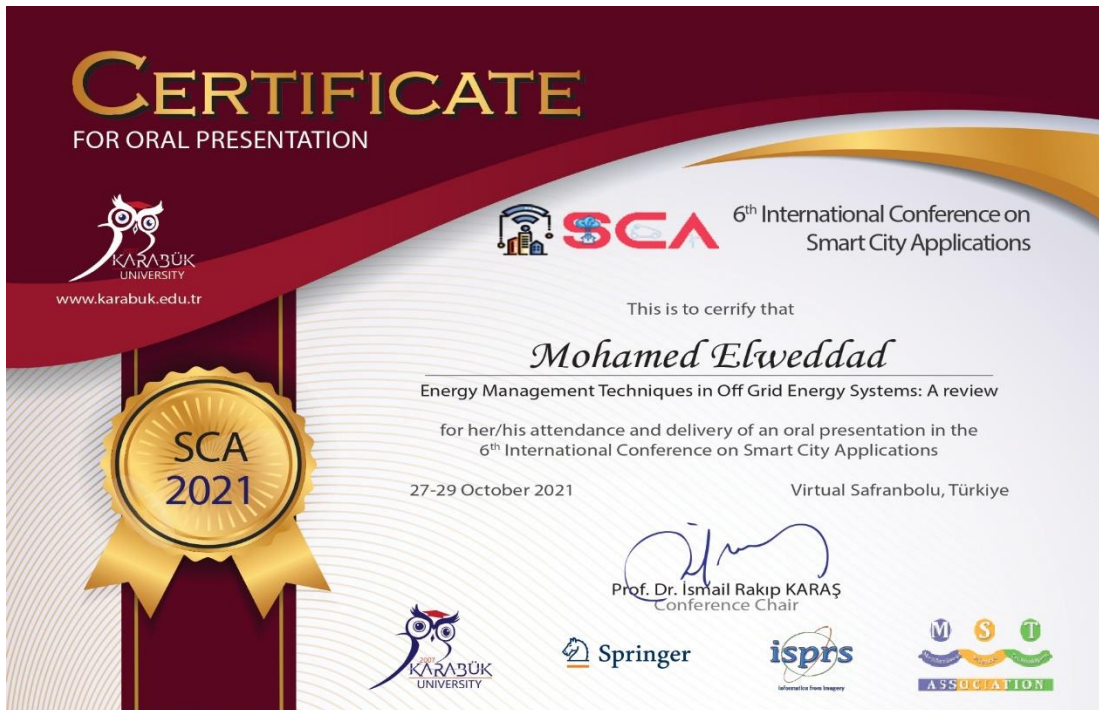 CERTIFICATE
FOR ORAL PRESENTATION
KARABÜK
UNIVERSITY
www.karabuk.edu.tr
SCA
6th International Conference on
Smart City Applications
This is to cerrify that
Mohamed Elweddad
Energy Management Techniques in Off Grid Energy Systems: A review
for her/his attendance and delivery of an oral presentation in the
6th International Conference on Smart City Applications
27-29 October 2021
Virtual Safranbolu, Türkiye
SCA
2021
Prof. Dr. İsmail Rakıp KARAŞ
Conference Chair
2007
KARABÜK
UNIVERSITY
Springer
isprs
information from imagery
M S T
ASSOCIATION